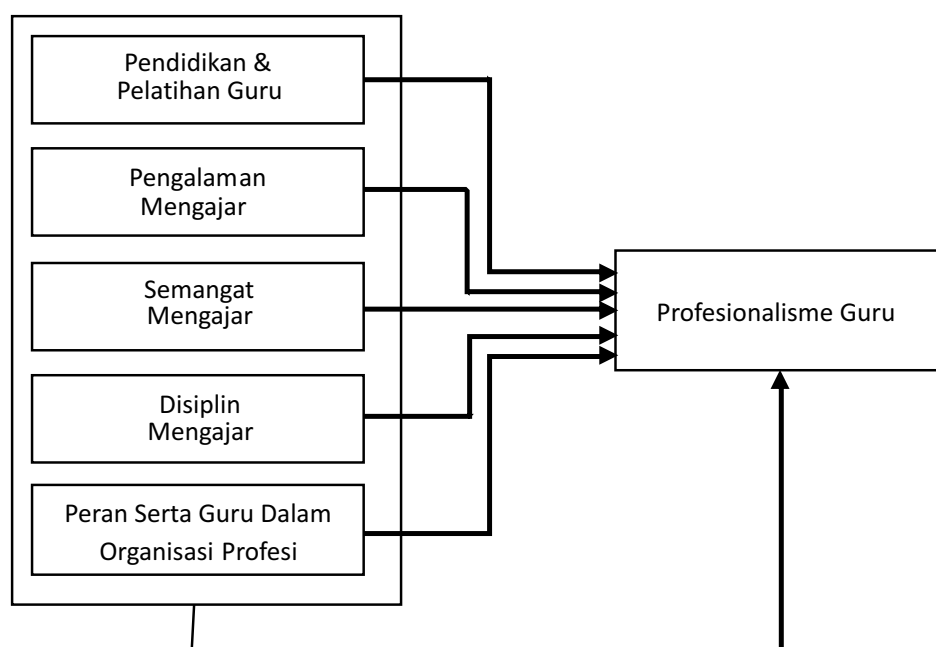 Pendidikan &
Pelatihan Guru
Pengalaman
Mengajar
Semangat
Mengajar
Disiplin
Mengajar
Peran Serta Guru Dalam
Organisasi Profesi
Profesionalisme Guru